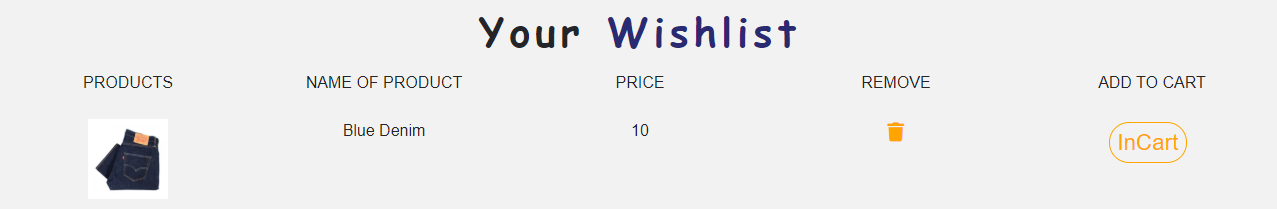 Your Wishlist
PRODUCTS NAME OF PRODUCT PRICE REMOVE ADD TO CART
Blue Denim 10 InCart